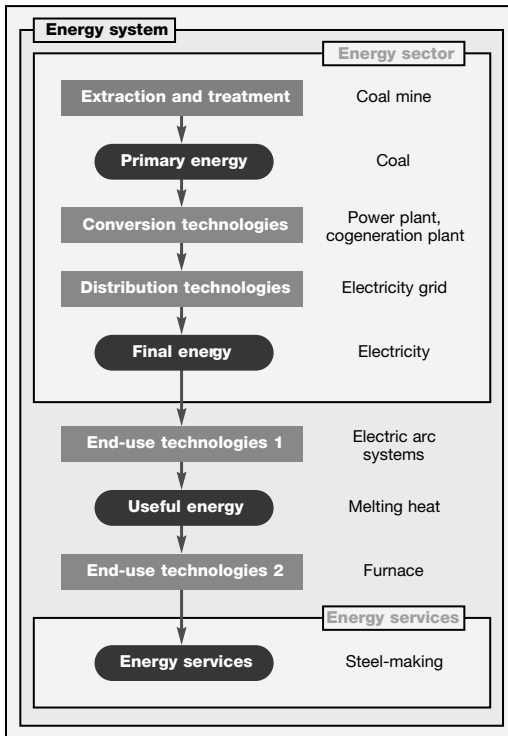 Energy system
Energy sector
Extraction and treatment
Coal mine
Primary energy
Coal
Conversion technologies
Power plant,
cogeneration plant
Distribution technologies
Electricity grid
Final energy
Electricity
End-use technologies 1
Electric arc
systems
Useful energy
Melting heat
End-use technologies 2
Furnace
Energy services
Energy services
Steel-making